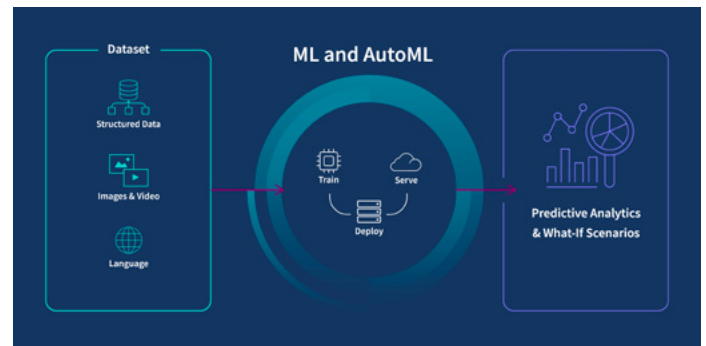 Dataset
Structured Data
Images & Video
Language
ML and AutoML
Train
Serve
Deploy
Predictive Analytics
& What-If Scenarios